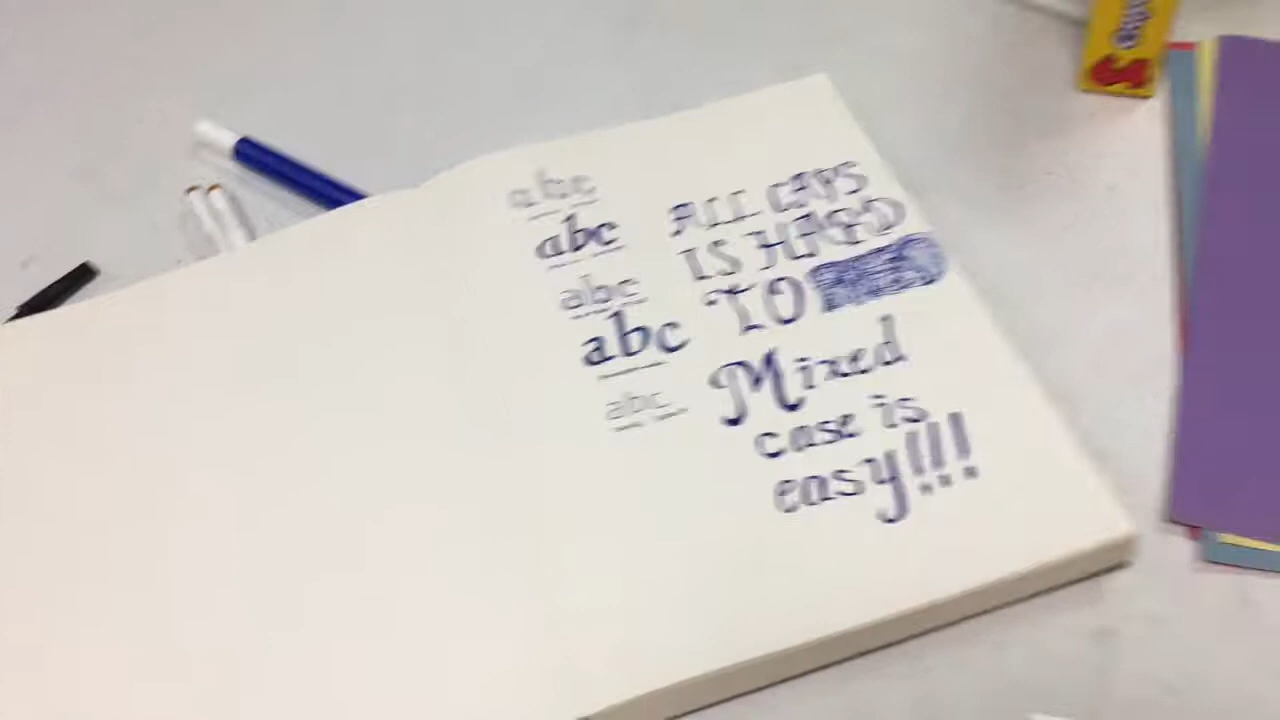 abc
abc
abc
abc
abc
ALL CAPS
IS HARD
TO
Mixed
case is
easy!!!